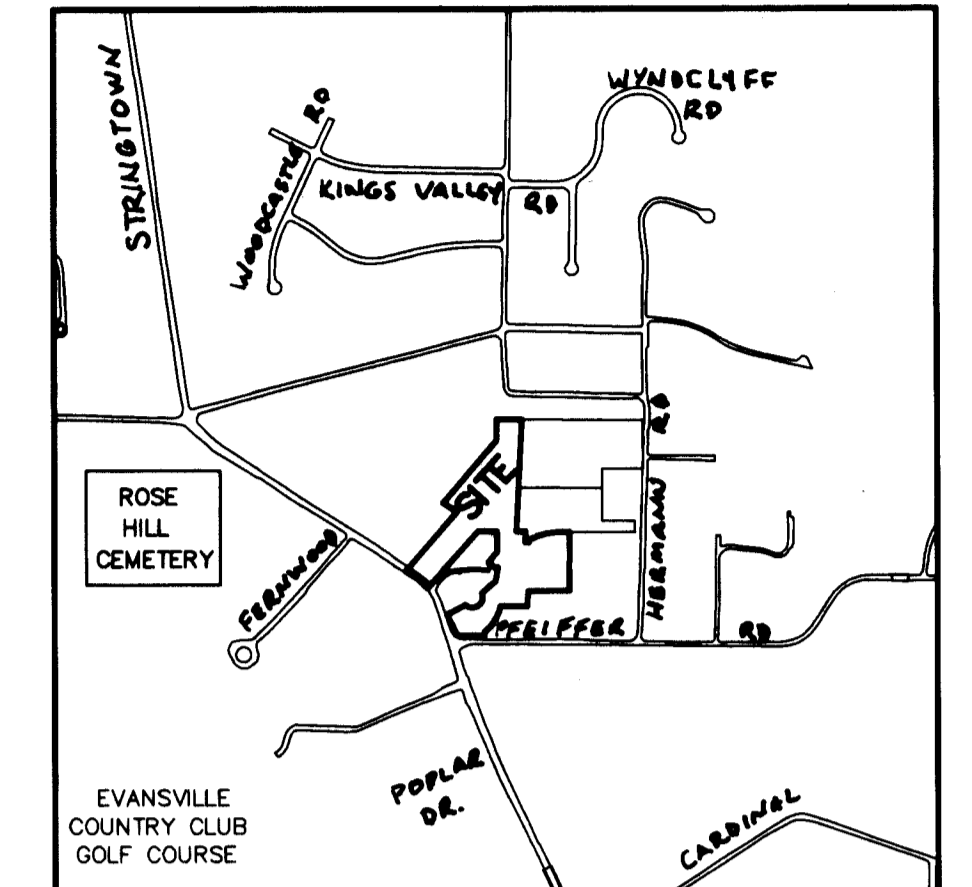 STRINGTOWN
WOODCASTLE RD
WYNDCLYFF
RD
KINGS VALLEY RD
ROSE
HILL
CEMETERY
SITE
HERMANN RD
FERNWOOD
PFEIFFER RD
POPLAR
DR.
EVANSVILLE
COUNTRY CLUB
GOLF COURSE
CARDINAL